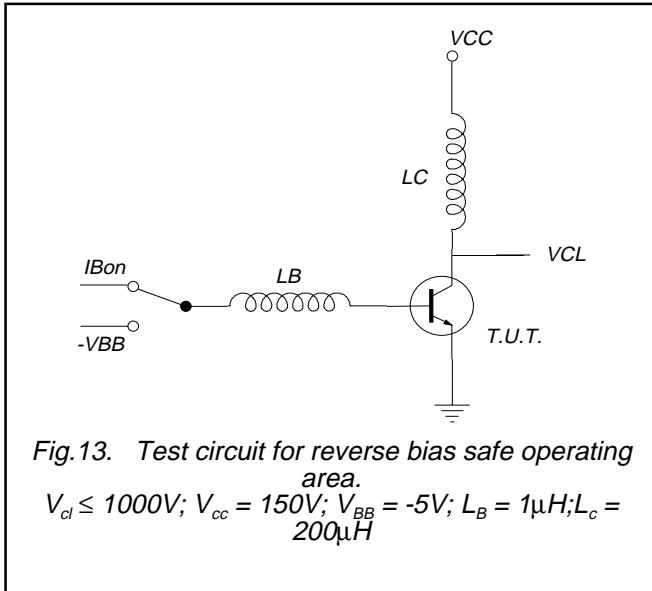 VCC
LC
VCL
IBon
LB
-VBB
T.U.T.
Fig.13. Test circuit for reverse bias safe operating
area.
Vcl ≤ 1000V; Vcc = 150V; VBB = -5V; LB = 1μH;Lc =
200μH